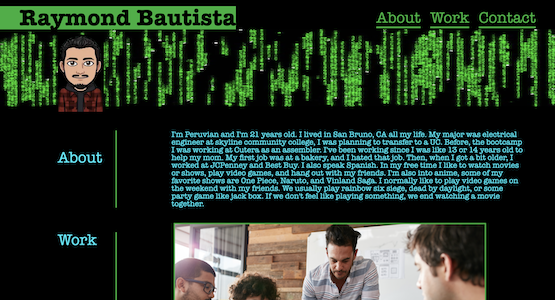 Raymond Bautista
About Work Contact
About
I'm Peruvian and I'm 21 years old. I lived in San Bruno, CA all my life. My major was electrical
engineer at skyline community college, I was planning to transfer to a UC. Before, the bootcamp
I was working at Cutera as an assembler. I've been working since I was like 13 or 14 years old to
help my mom. My first job was at a bakery, and I hated that job. Then, when I got a bit older, I
worked at JCPenney and Best Buy. I also speak Spanish. In my free time I like to watch movies
or shows, play video games, and hang out with my friends. I'm also into anime, some of my
favorite shows are One Piece, Naruto, and Vinland Saga. I normally like to play video games on
the weekend with my friends. We usually play rainbow six siege, dead by daylight, or some
party game like jack box. If we don't feel like playing something, we end watching a movie
together.
Work